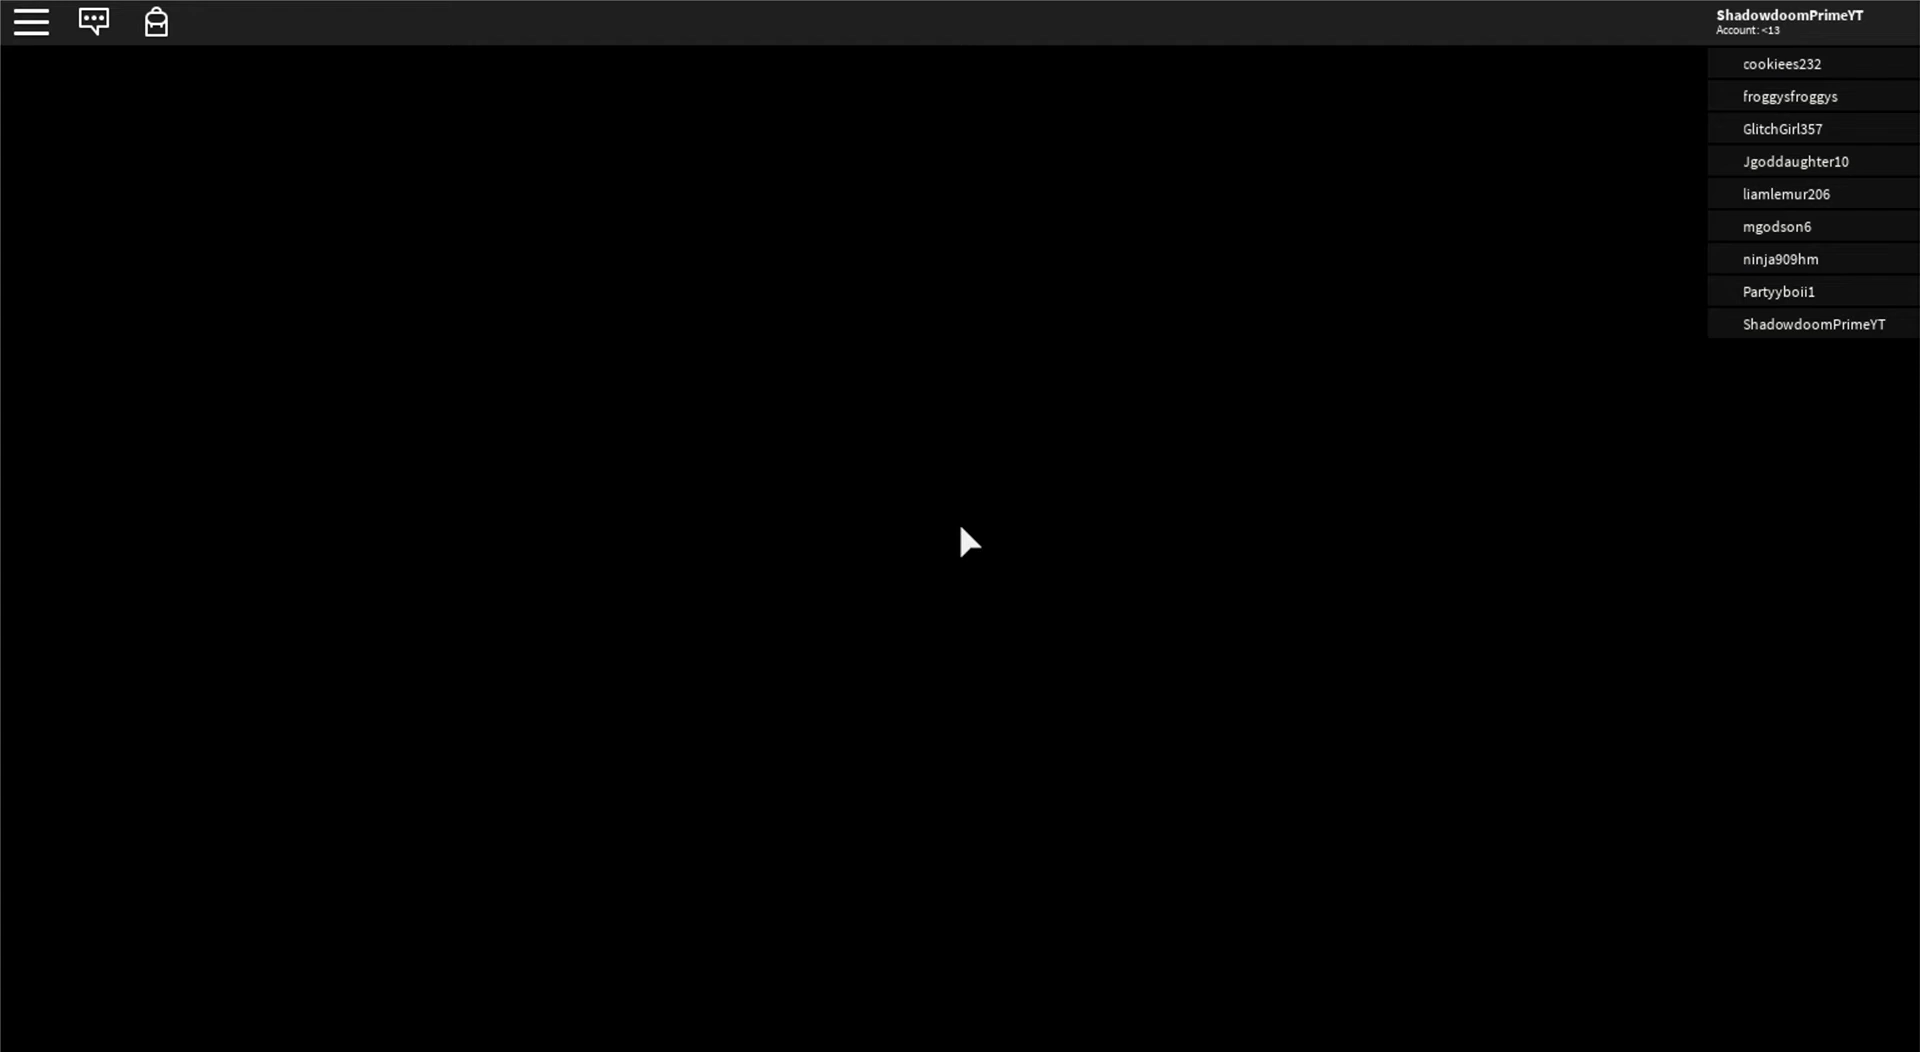 ShadowdoomPrimeYT
Account: <13
cookiees232
froggysfroggys
GlitchGirl357
Jgoddaughter10
liamlemur206
mgodson6
ninja909hm
Partyyboii1
ShadowdoomPrimeYT